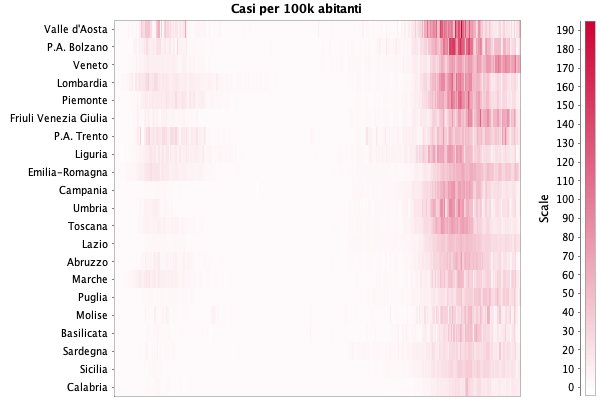 Casi per 100k abitanti
Valle d'Aosta
P.A. Bolzano
Veneto
Lombardia
Piemonte
Friuli Venezia Giulia
P.A. Trento
Liguria
Emilia-Romagna
Campania
Umbria
Toscana
Lazio
Abruzzo
Marche
Puglia
Molise
Basilicata
Sardegna
Sicilia
Calabria
Scale
190
180
170
160
150
140
130
120
110
100
90
80
70
60
50
40
30
20
10
0